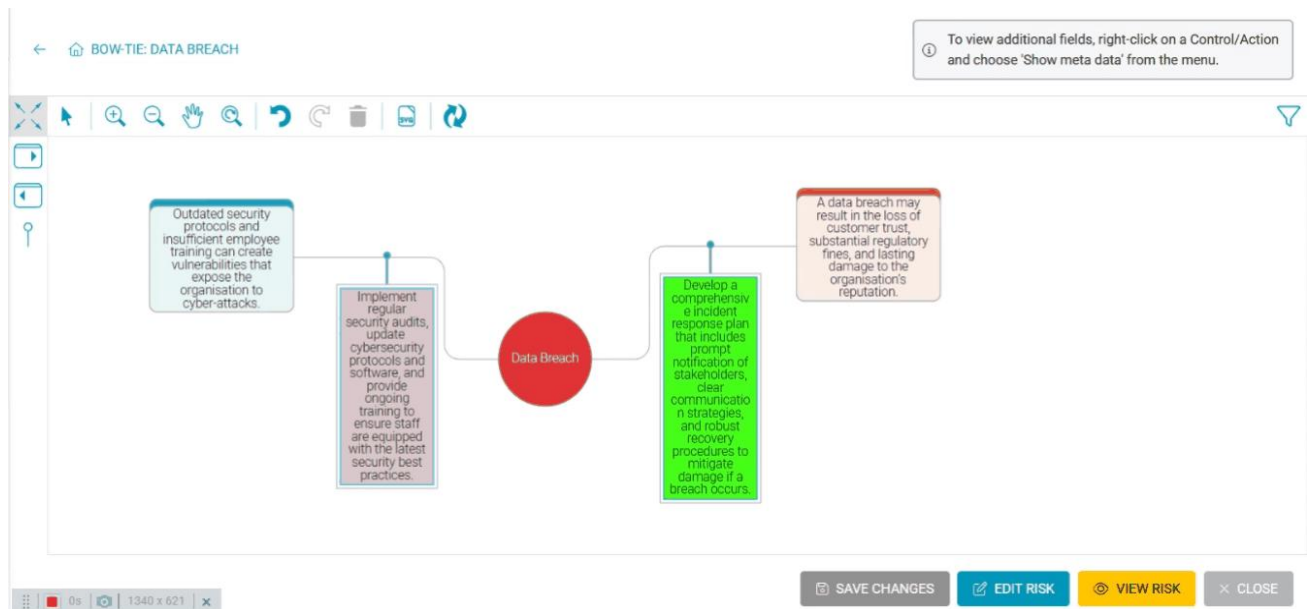 BOW-TIE: DATA BREACH
To view additional fields, right-click on a Control/Action
and choose 'Show meta data' from the menu.
SVG
Outdated security
protocols and
insufficient employee
training can create
vulnerabilities that
expose the
organisation to
cyber-attacks.
Implement
regular
security audits,
update
cybersecurity
protocols and
software, and
provide
ongoing
training to
ensure staff
are equipped
with the latest
security best
practices.
Data Breach
Develop a
comprehensiv
e incident
response plan
that includes
prompt
notification of
stakeholders,
clear
communicatio
n strategies,
and robust
recovery
procedures to
mitigate
damage if a
breach occurs.
A data breach may
result in the loss of
customer trust,
substantial regulatory
fines, and lasting
damage to the
organisation's
reputation.
SAVE CHANGES
EDIT RISK
VIEW RISK
× CLOSE
0s
1340 x 621
x